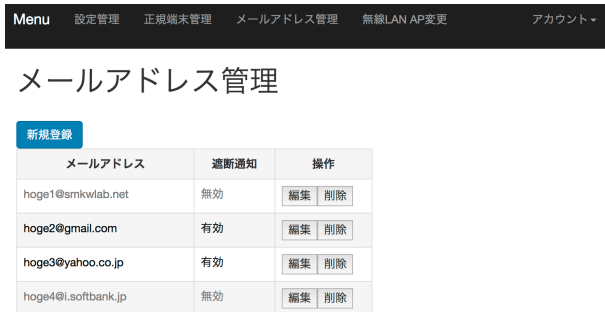 Menu 設定管理 正規端末管理 メールアドレス管理 無線LAN AP変更 アカウント
メールアドレス管理
新規登録
メールアドレス 遮断通知 操作
hoge1@smkwlab.net 無効 編集 削除
hoge2@gmail.com 有効 編集 削除
hoge3@yahoo.co.jp 有効 編集 削除
hoge4@i.softbank.jp 無効 編集 削除